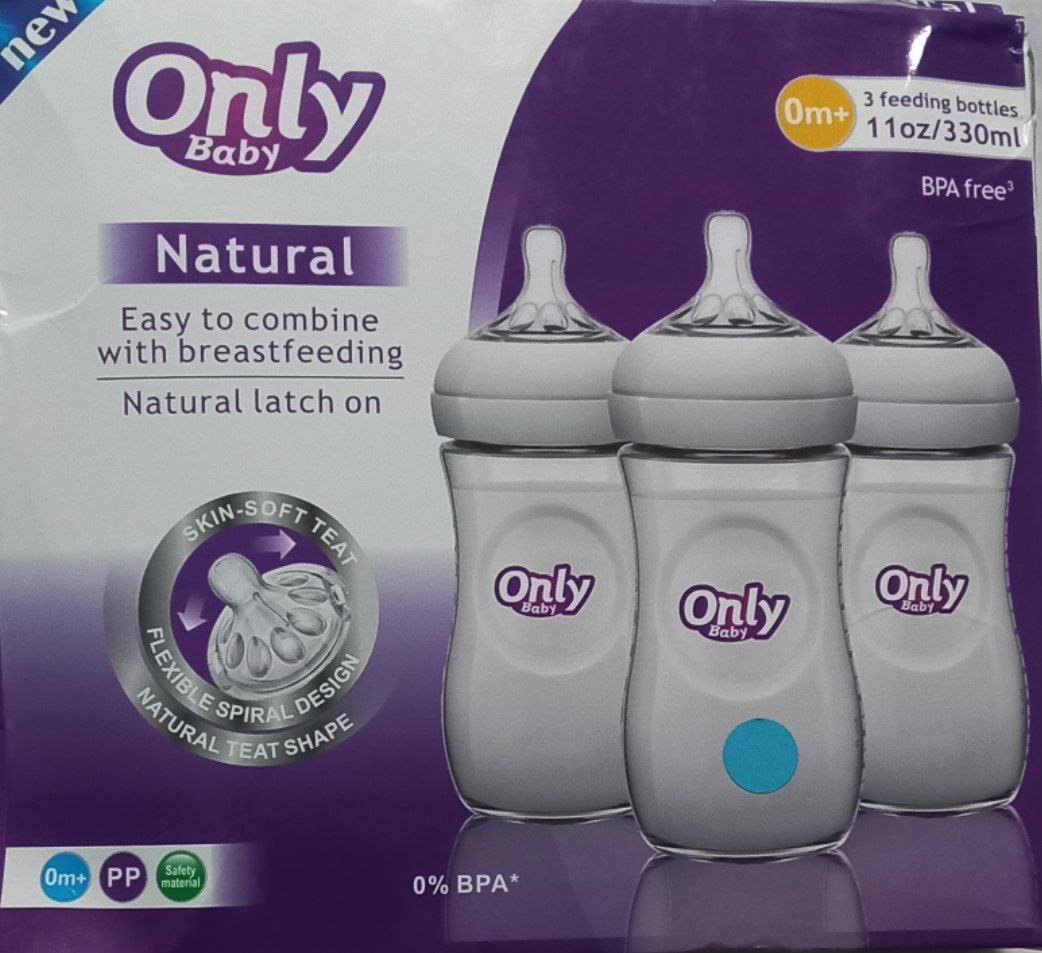 new
Only
Baby
Natural
Easy to combine
with breastfeeding
Natural latch on
SKIN-SOFT TEAT
FLEXIBLE SPIRAL DESIGN
NATURAL TEAT SHAPE
0m+
3 feeding bottles
11oz/330ml
BPA free³
Only
Baby
Only
Baby
Only
Baby
0m+
PP
Safety
material
0% BPA*